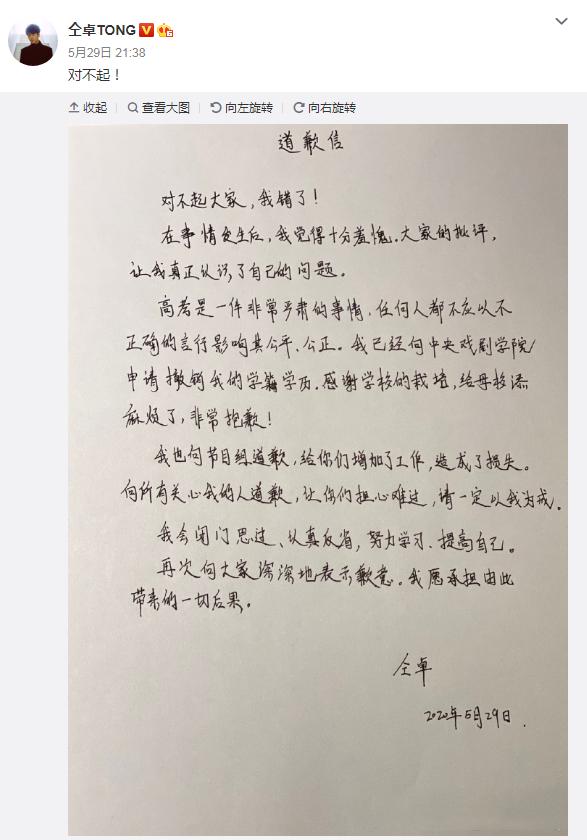 仝卓TONG
5月29日 21:38
对不起！
收起 查看大图 向左旋转 向右旋转
道歉信
对不起大家，我错了！
在事情发生后，我觉得十分羞愧。大家的批评，
让我真正认识了自己的问题。
高考是一件非常严肃的事情，任何人都不应以不
正确的言行影响其公平、公正。我已经向中央戏剧学院
申请撤销我的学籍学历。感谢学校的栽培，给母校添
麻烦了，非常抱歉！
我也向节目组道歉，给你们增加了工作，造成了损失。
向所有关心我的人道歉，让你们担心难过，请一定以我为戒。
我会闭门思过、认真反省，努力学习、提高自己。
再次向大家深深地表示歉意。我愿承担由此
带来的一切后果。
仝卓
2020年5月29日.